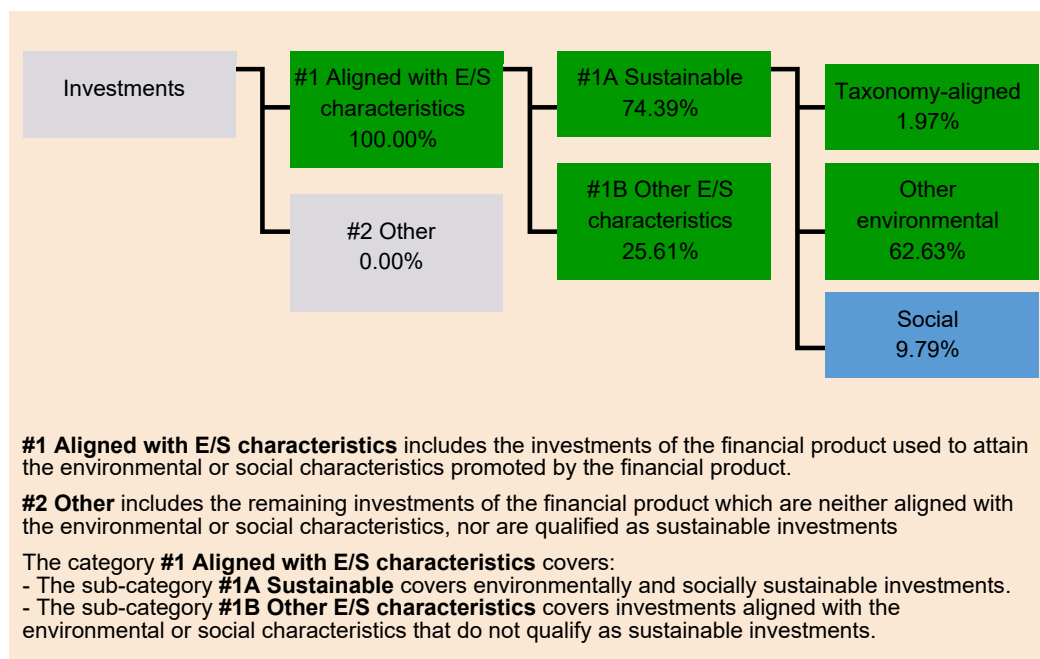 Investments
#1 Aligned with E/S
characteristics
100.00%
#2 Other
0.00%
#1A Sustainable
74.39%
#1B Other E/S
characteristics
25.61%
Taxonomy-aligned
1.97%
Other
environmental
62.63%
Social
9.79%
#1 Aligned with E/S characteristics includes the investments of the financial product used to attain
the environmental or social characteristics promoted by the financial product.
#2 Other includes the remaining investments of the financial product which are neither aligned with
the environmental or social characteristics, nor are qualified as sustainable investments
The category #1 Aligned with E/S characteristics covers:
- The sub-category #1A Sustainable covers environmentally and socially sustainable investments.
- The sub-category #1B Other E/S characteristics covers investments aligned with the
environmental or social characteristics that do not qualify as sustainable investments.